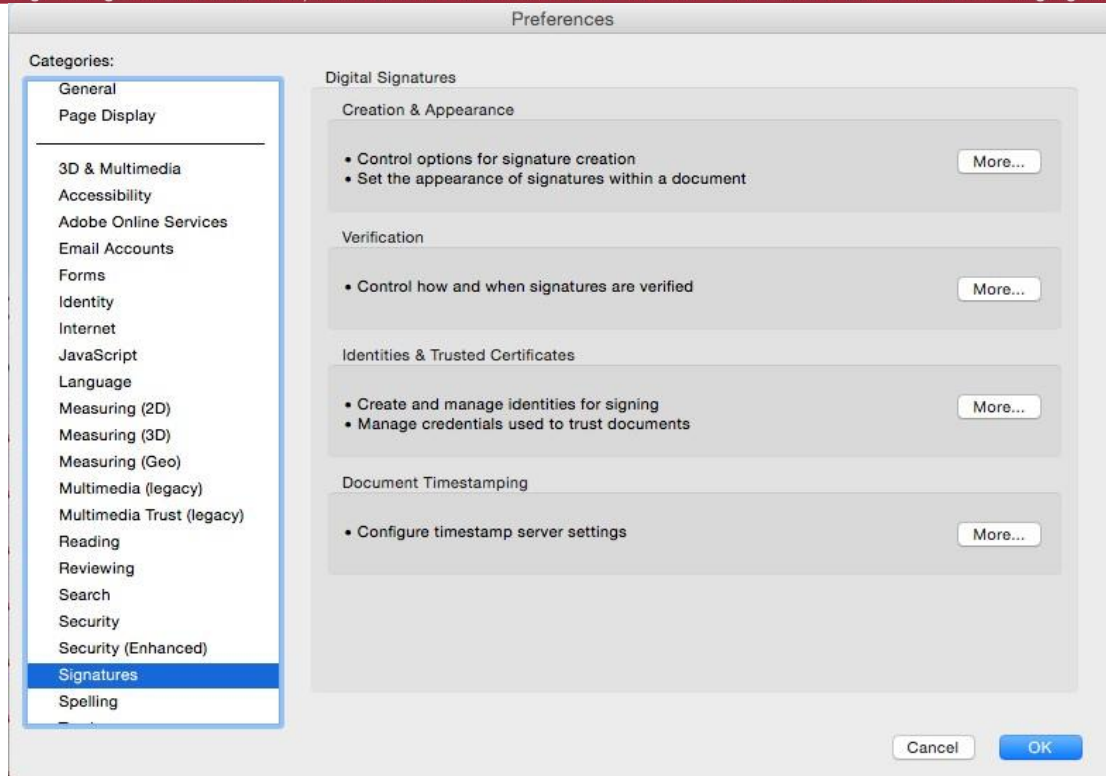 Preferences
Categories:
General
Page Display
3D & Multimedia
Accessibility
Adobe Online Services
Email Accounts
Forms
Identity
Internet
JavaScript
Language
Measuring (2D)
Measuring (3D)
Measuring (Geo)
Multimedia (legacy)
Multimedia Trust (legacy)
Reading
Reviewing
Search
Security
Security (Enhanced)
Signatures
Spelling
Digital Signatures
Creation & Appearance
• Control options for signature creation
• Set the appearance of signatures within a document
More...
Verification
• Control how and when signatures are verified
More...
Identities & Trusted Certificates
• Create and manage identities for signing
• Manage credentials used to trust documents
More...
Document Timestamping
• Configure timestamp server settings
More...
Cancel
OK